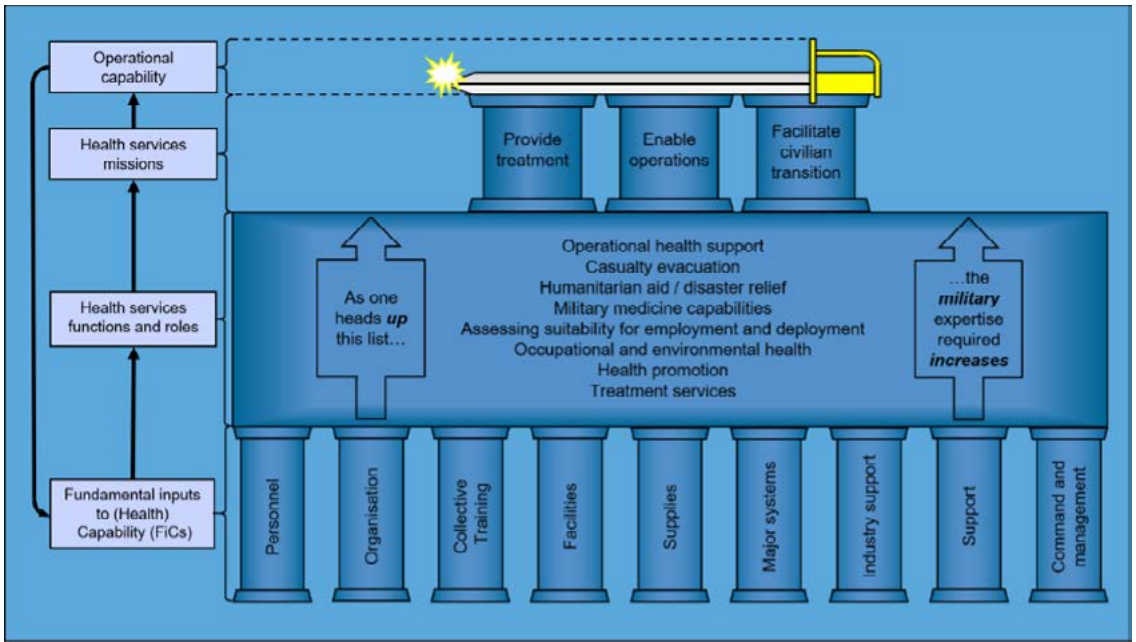 Operational
capability
Health services
missions
Health services
functions and roles
Fundamental inputs
to (Health)
Capability (FiCs)
Provide
treatment
Enable
operations
Facilitate
civilian
transition
As one
heads up
this list…
Operational health support
Casualty evacuation
Humanitarian aid / disaster relief
Military medicine capabilities
Assessing suitability for employment and deployment
Occupational and environmental health
Health promotion
Treatment services
…the
military
expertise
required
increases
Personnel
Organisation
Collective
Training
Facilities
Supplies
Major systems
Industry support
Support
Command and
management